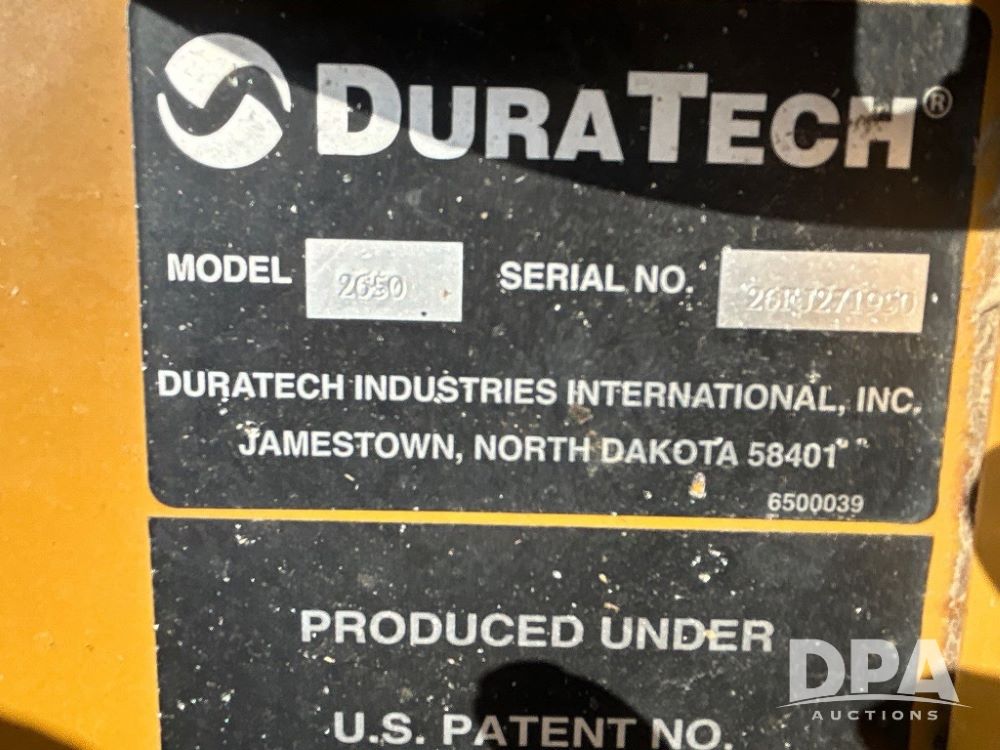 DURATECH®
MODEL 2650 SERIAL NO.
DURATECH INDUSTRIES INTERNATIONAL, INC.
JAMESTOWN, NORTH DAKOTA 58401
6500039
PRODUCED UNDER
U.S. PATENT NO.
DPA
AUCTIONS